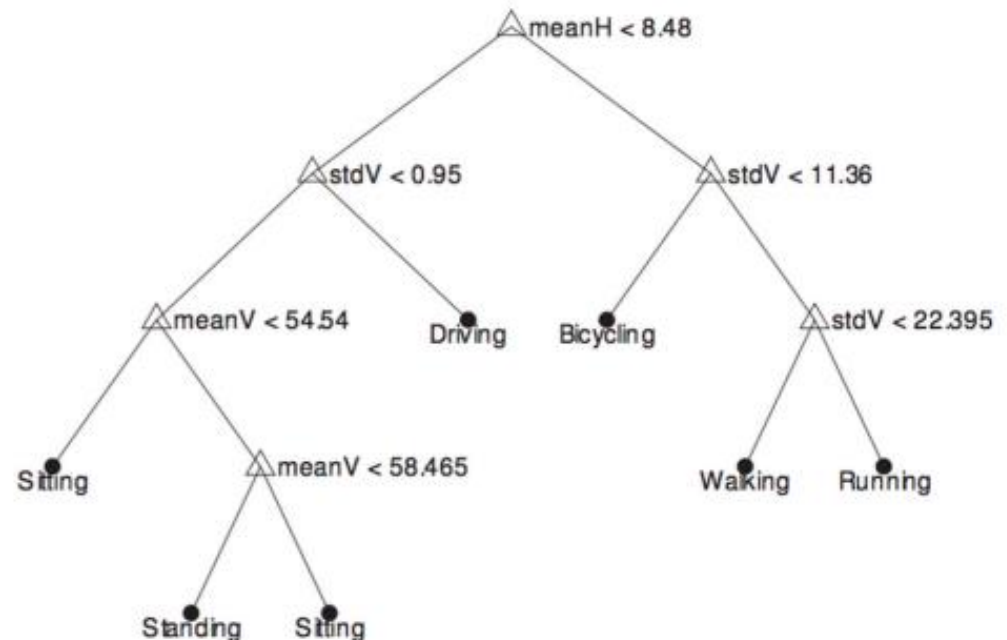 meanH < 8.48
stdV < 0.95
stdV < 11.36
meanV < 54.54
Driving
Bicycling
stdV < 22.395
Sitting
meanV < 58.465
Walking
Running
Standing
Sitting